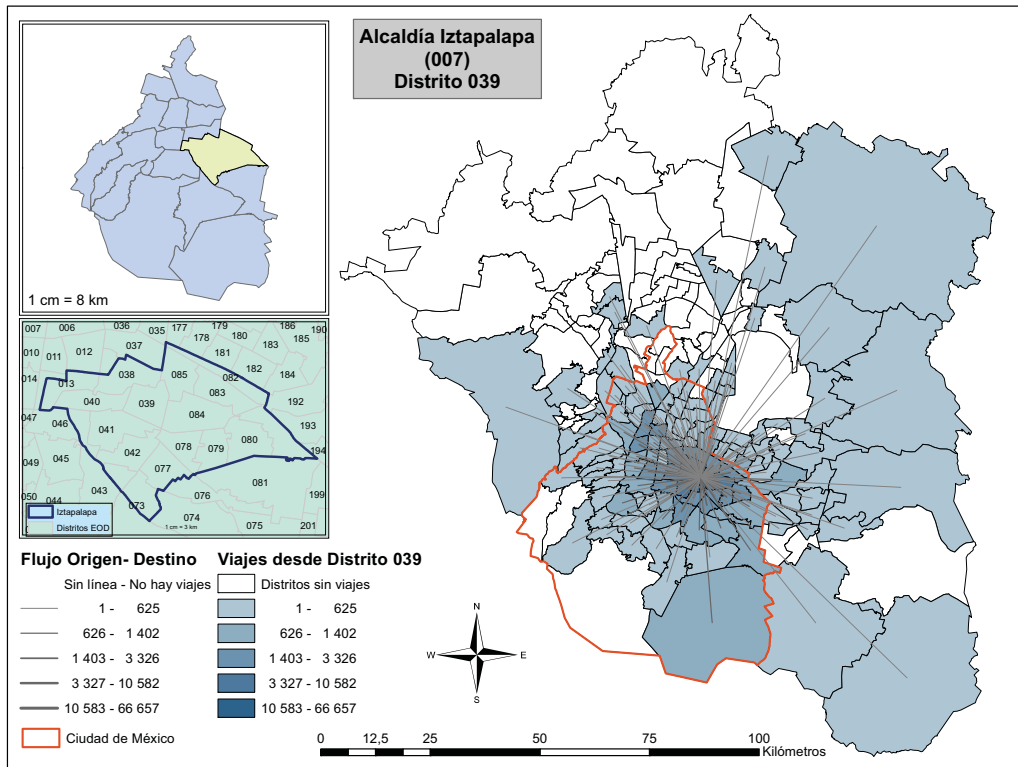 Alcaldía Iztapalapa
(007)
Distrito 039
1 cm = 8 km
007 006 036 035 177 179 186 190
178 180 185
010 011 012 037 181 183
014 013 038 085 082 182 184
083
040 039 192
047 046 041 084 193
042 078 079 080 194
049 045 077 081
043 076 199
050 044 073 074 075 201
Iztapalapa
Distritos EOD
1 cm = 3 km
Flujo Origen- Destino
Sin línea - No hay viajes
1 - 625
626 - 1 402
1 403 - 3 326
3 327 - 10 582
10 583 - 66 657
Ciudad de México
Viajes desde Distrito 039
Distritos sin viajes
1 - 625
626 - 1 402
1 403 - 3 326
3 327 - 10 582
10 583 - 66 657
N
W E
S
0 12,5 25 50 75 100
Kilómetros